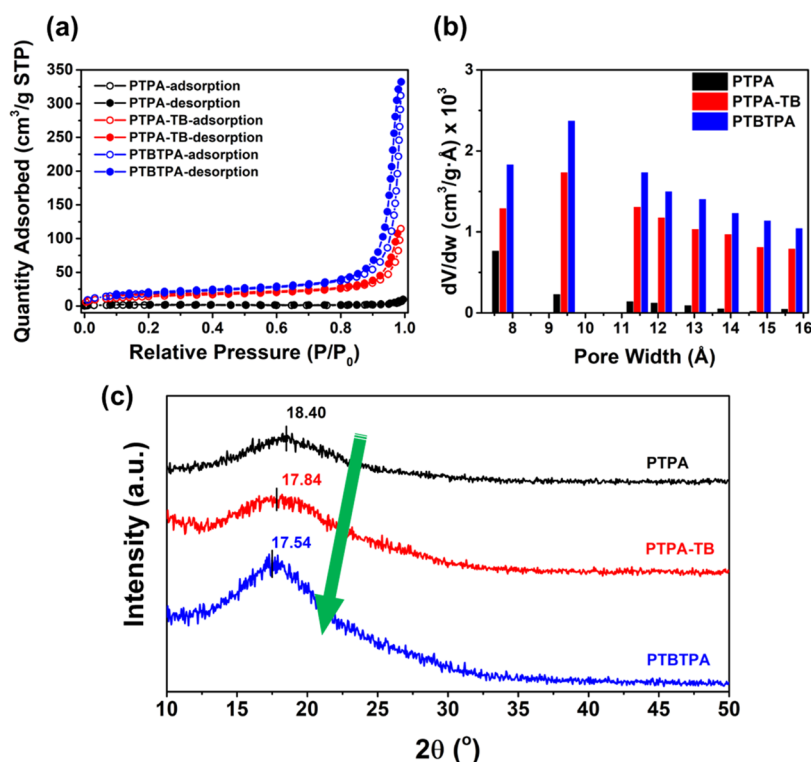 (a)
Quantity Adsorbed (cm³/g STP)
350
300
250
200
150
100
50
0
PTPA-adsorption
PTPA-desorption
PTPA-TB-adsorption
PTPA-TB-desorption
PTBTPA-adsorption
PTBTPA-desorption
0.0 0.2 0.4 0.6 0.8 1.0
Relative Pressure (P/P₀)
(b)
dV/dw (cm³/g·Å) x 10³
3
2
1
0
PTPA
PTPA-TB
PTBTPA
8 9 10 11 12 13 14 15 16
Pore Width (Å)
(c)
Intensity (a.u.)
18.40
PTPA
17.84
PTPA-TB
17.54
PTBTPA
10 15 20 25 30 35 40 45 50
2θ (°)